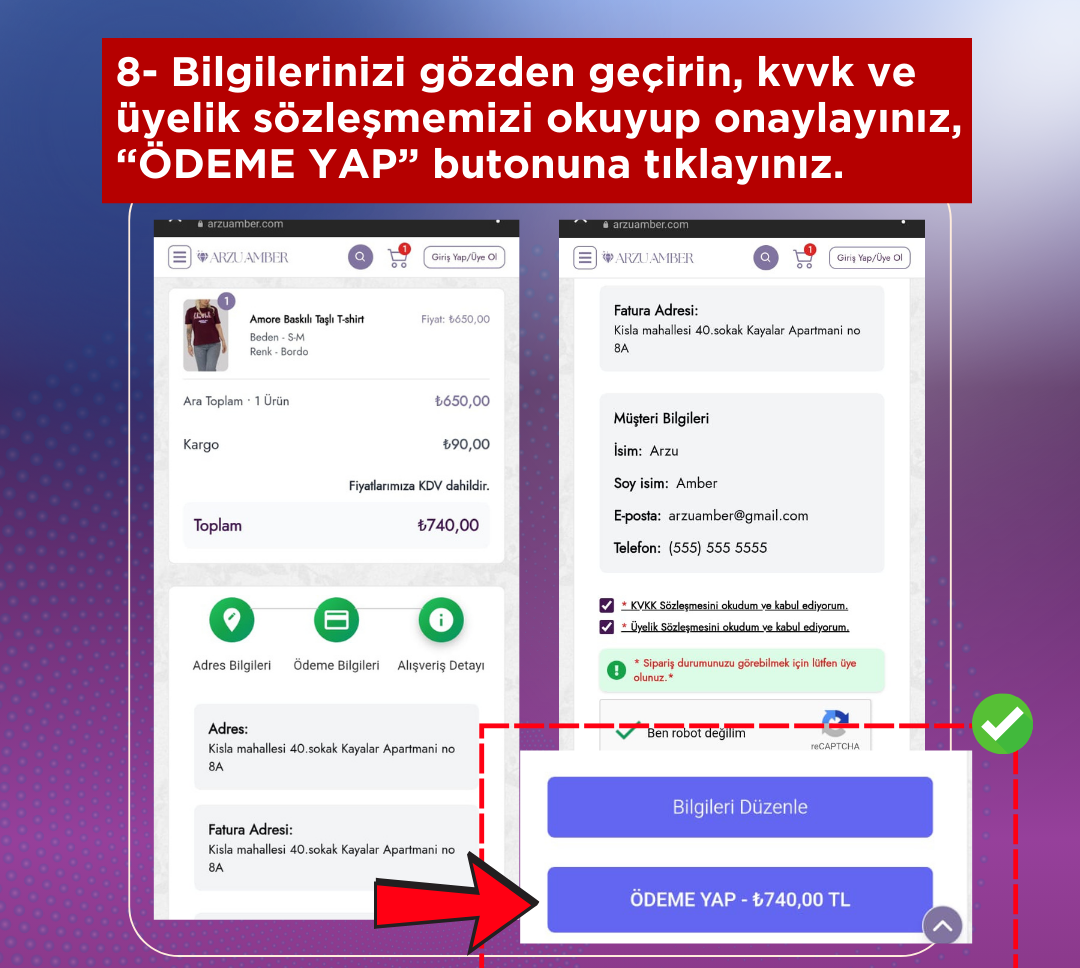 8- Bilgilerinizi gözden geçirin, kvvk ve
üyelik sözleşmemizi okuyup onaylayınız,
“ÖDEME YAP” butonuna tıklayınız.
arzuamber.com
ARZU AMBER
1
Giriş Yap/Üye Ol
1
Amore Baskılı Taşlı T-shirt
Fiyat: ₺650,00
Beden - S-M
Renk - Bordo
Ara Toplam · 1 Ürün
₺650,00
Kargo
₺90,00
Fiyatlarımıza KDV dahildir.
Toplam
₺740,00
Adres Bilgileri
Ödeme Bilgileri
Alışveriş Detayı
Adres:
Kisla mahallesi 40.sokak Kayalar Apartmani no
8A
Fatura Adresi:
Kisla mahallesi 40.sokak Kayalar Apartmani no
8A
arzuamber.com
ARZU AMBER
1
Giriş Yap/Üye Ol
Fatura Adresi:
Kisla mahallesi 40.sokak Kayalar Apartmani no
8A
Müşteri Bilgileri
İsim: Arzu
Soy isim: Amber
E-posta: arzuamber@gmail.com
Telefon: (555) 555 5555
* KVKK Sözleşmesini okudum ve kabul ediyorum.
* Üyelik Sözleşmesini okudum ve kabul ediyorum.
* Sipariş durumunuzu görebilmek için lütfen üye
olunuz.*
Ben robot değilim
reCAPTCHA
Bilgileri Düzenle
ÖDEME YAP - ₺740,00 TL